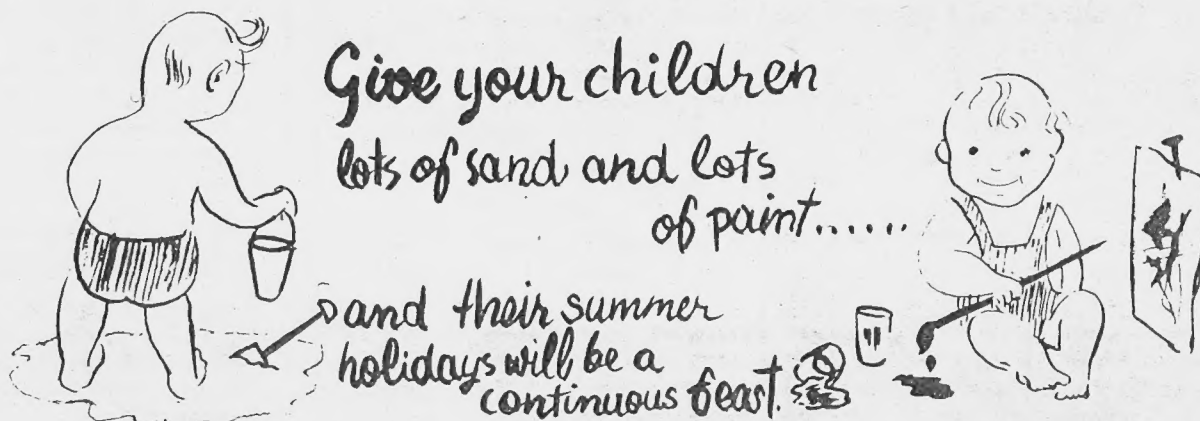 Give your children
lots of sand and lots
of paint......
and their summer
holidays will be a
continuous feast.